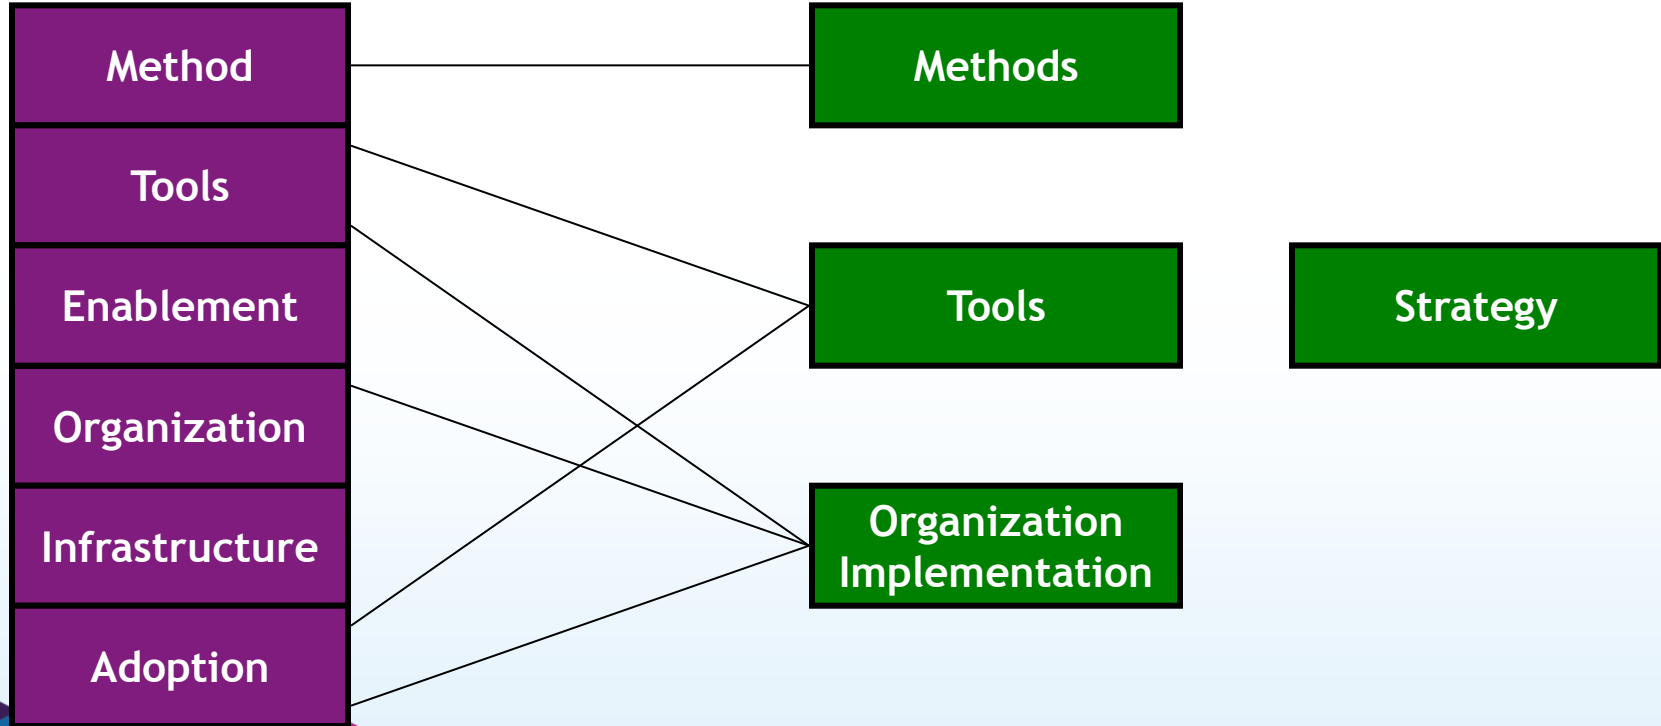 Method
Methods
Tools
Enablement
Tools
Strategy
Organization
Infrastructure
Organization
Implementation
Adoption